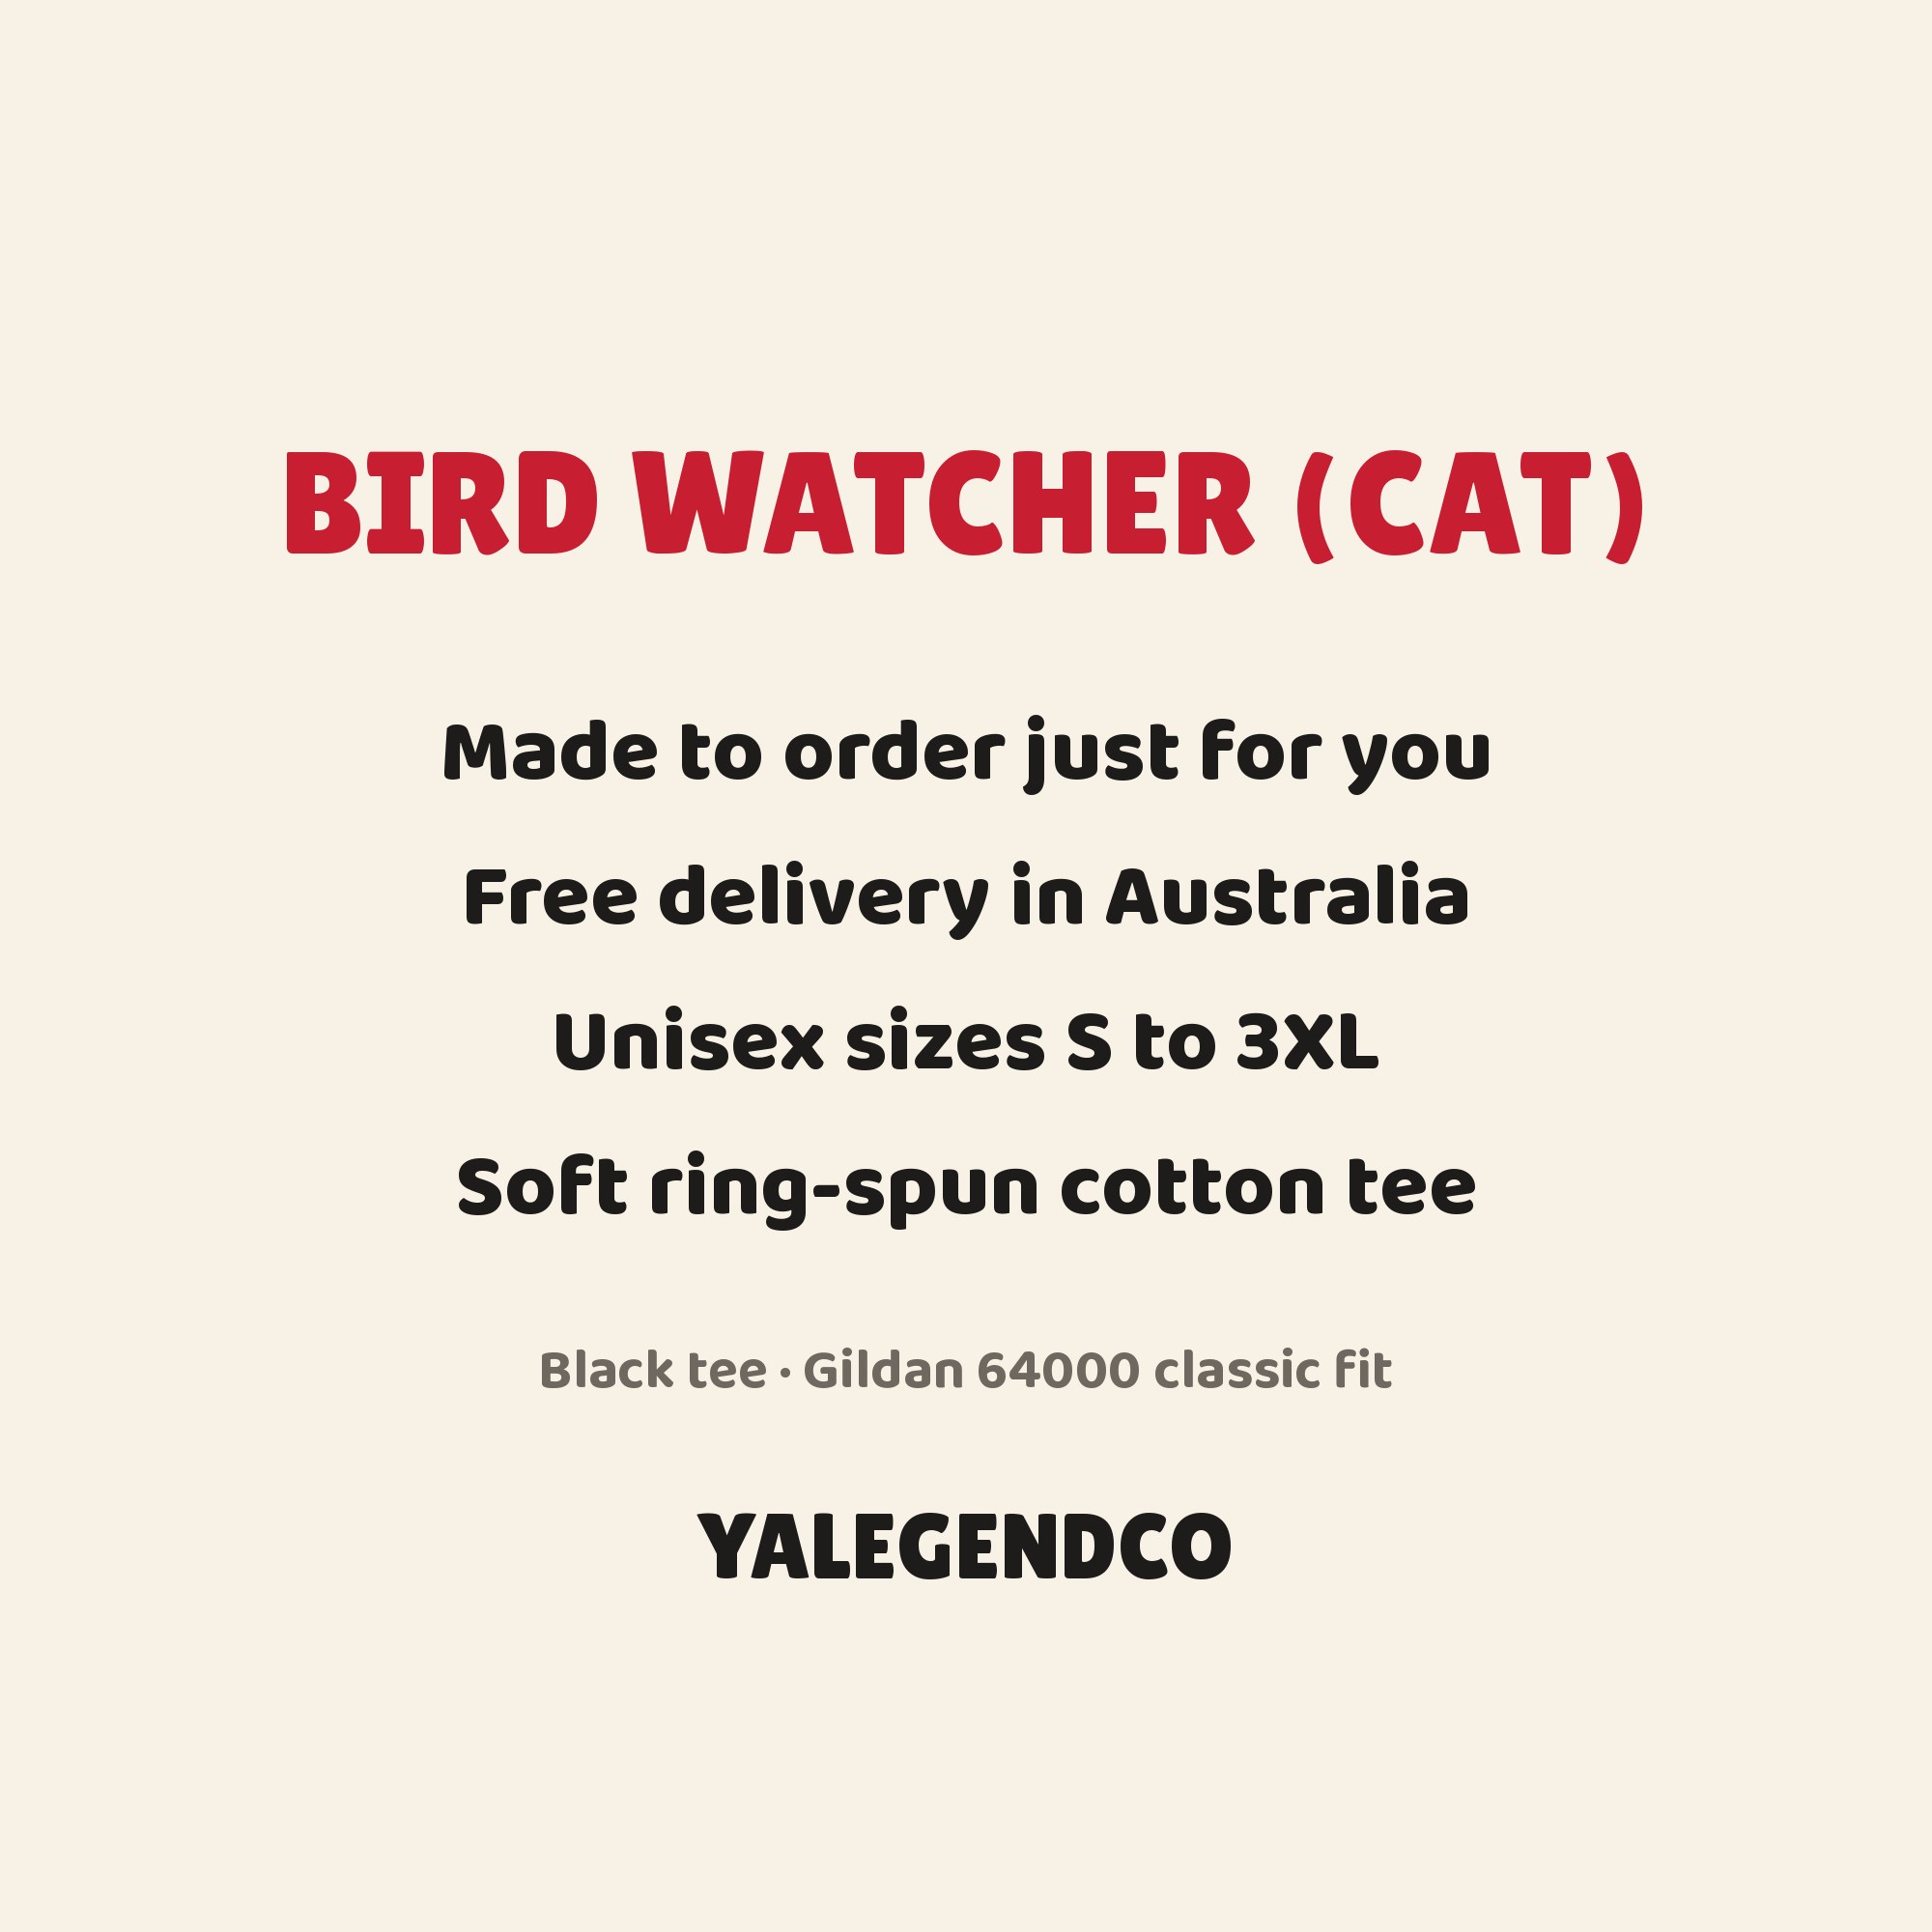 BIRD WATCHER (CAT)
Made to order just for you
Free delivery in Australia
Unisex sizes S to 3XL
Soft ring-spun cotton tee
Black tee · Gildan 64000 classic fit
YALEGENDCO